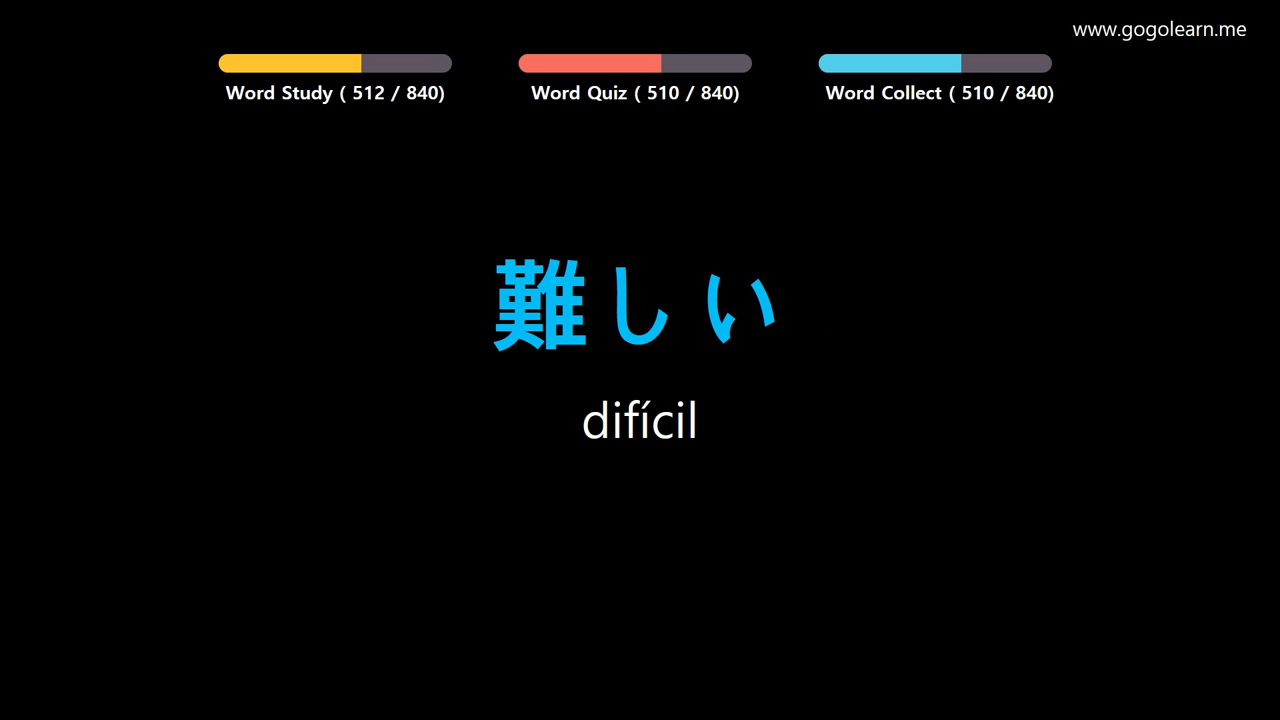 www.gogolearn.me
Word Study ( 512 / 840)
Word Quiz ( 510 / 840)
Word Collect ( 510 / 840)
難しい
difícil